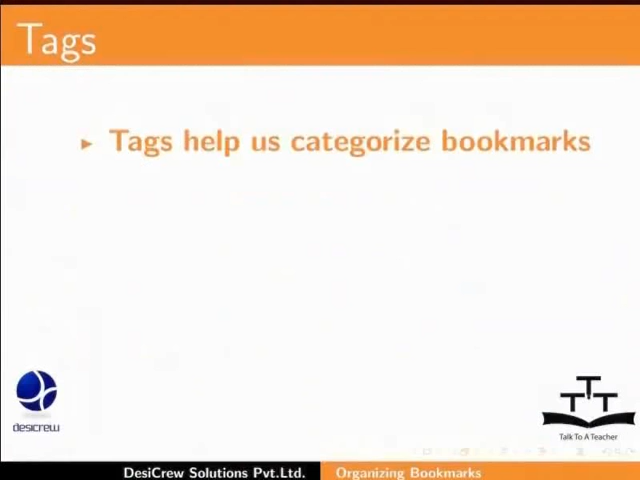 Tags
Tags help us categorize bookmarks
desicrew
T T T
Talk To A Teacher
DesiCrew Solutions Pvt.Ltd. Organizing Bookmarks